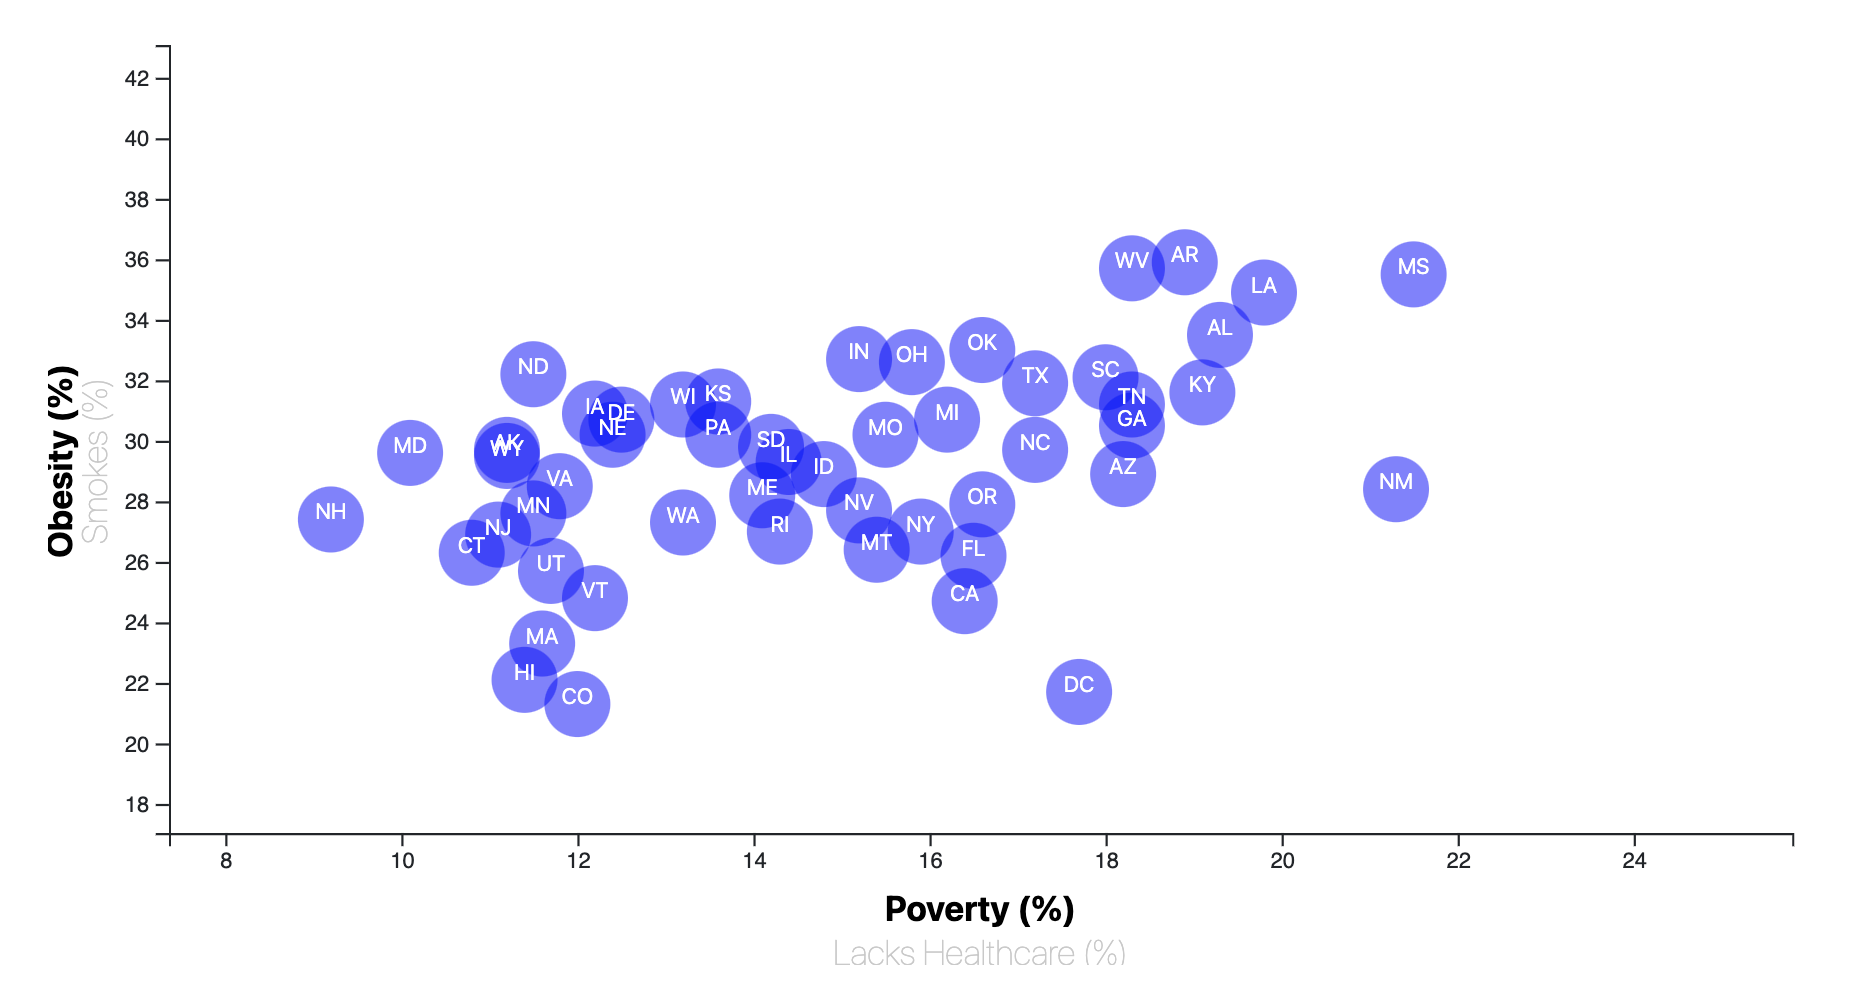 42
40
38
36
34
32
30
28
26
24
22
20
18
Obesity (%)
Smokes (%)
WV
AR
MS
LA
AL
IN
OH
OK
ND
TX
SC
KY
WI
KS
IA
DE
TN
MI
GA
NE
PA
MO
SD
NC
MD
AK
WY
IL
ID
AZ
VA
ME
NM
OR
NV
MN
NH
WA
NJ
RI
NY
CT
MT
FL
UT
VT
CA
MA
HI
DC
CO
8
10
12
14
16
18
20
22
24
Poverty (%)
Lacks Healthcare (%)